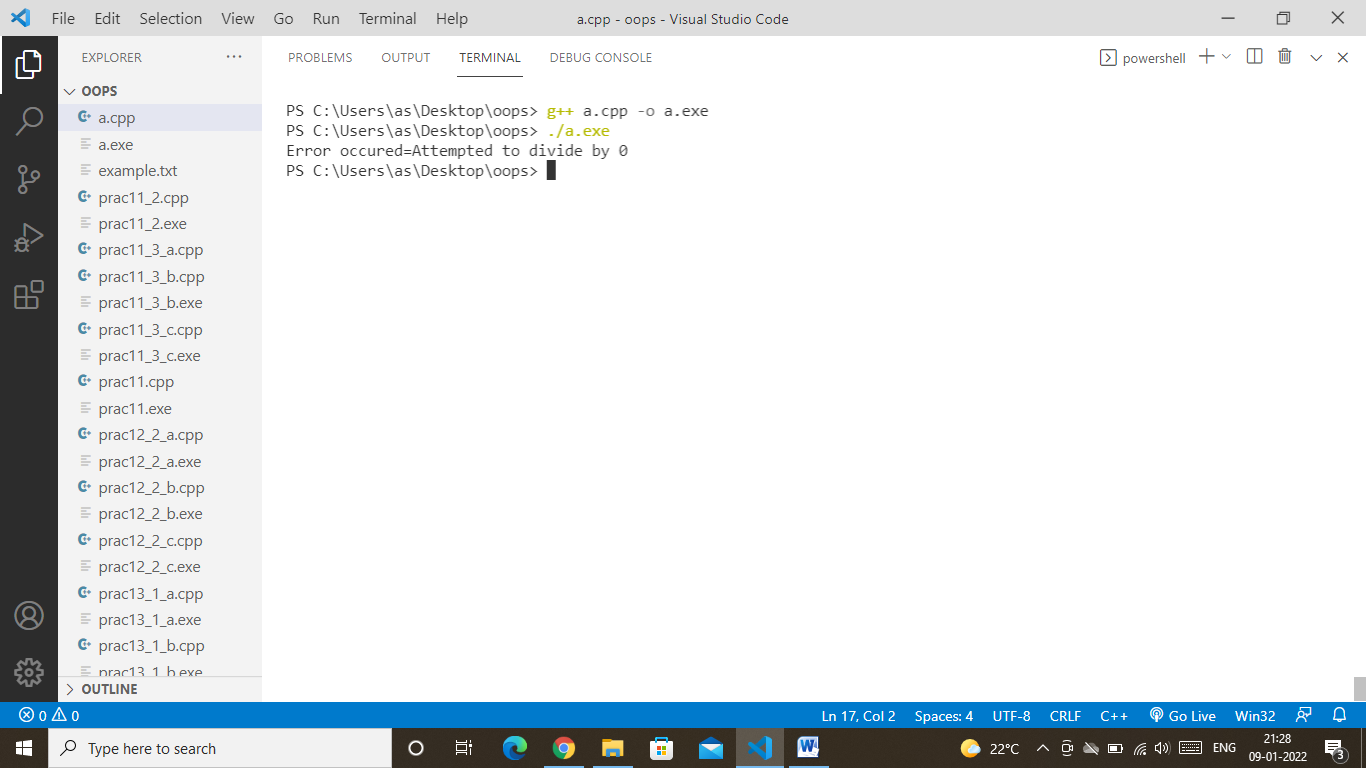 File Edit Selection View Go Run Terminal Help a.cpp - oops - Visual Studio Code
EXPLORER
OOPS
a.cpp
a.exe
example.txt
prac11_2.cpp
prac11_2.exe
prac11_3_a.cpp
prac11_3_b.cpp
prac11_3_b.exe
prac11_3_c.cpp
prac11_3_c.exe
prac11.cpp
prac11.exe
prac12_2_a.cpp
prac12_2_a.exe
prac12_2_b.cpp
prac12_2_b.exe
prac12_2_c.cpp
prac12_2_c.exe
prac13_1_a.cpp
prac13_1_a.exe
prac13_1_b.cpp
prac13_1_b.exe
OUTLINE
PROBLEMS OUTPUT TERMINAL DEBUG CONSOLE powershell
PS C:\Users\as\Desktop\oops> g++ a.cpp -o a.exe
PS C:\Users\as\Desktop\oops> ./a.exe
Error occured=Attempted to divide by 0
PS C:\Users\as\Desktop\oops>
0 0 Ln 17, Col 2 Spaces: 4 UTF-8 CRLF C++ Go Live Win32
Type here to search 22°C ENG 21:28
09-01-2022 3